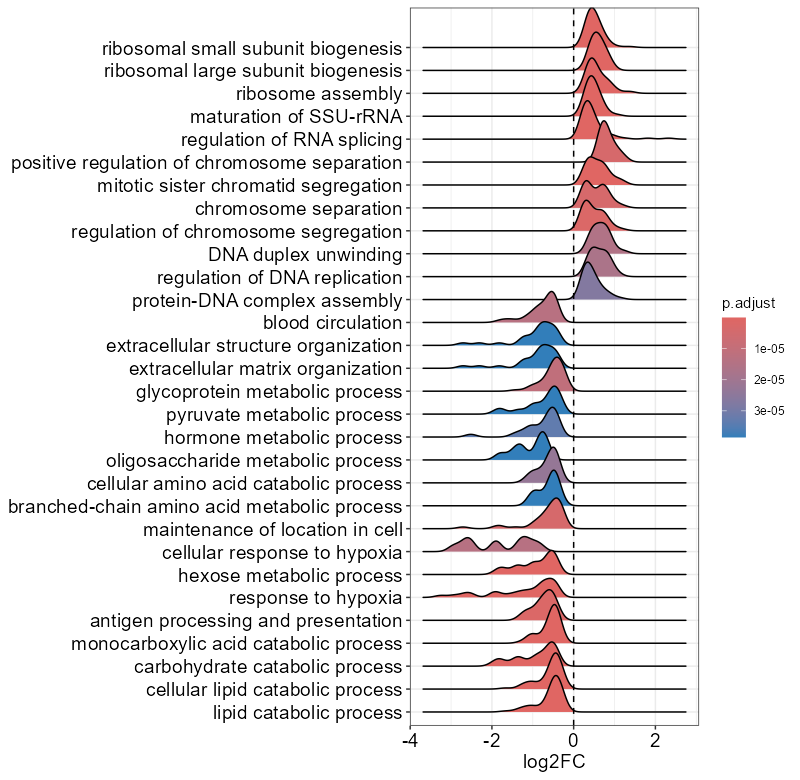 ribosomal small subunit biogenesis
ribosomal large subunit biogenesis
ribosome assembly
maturation of SSU-rRNA
regulation of RNA splicing
positive regulation of chromosome separation
mitotic sister chromatid segregation
chromosome separation
regulation of chromosome segregation
DNA duplex unwinding
regulation of DNA replication
protein-DNA complex assembly
blood circulation
extracellular structure organization
extracellular matrix organization
glycoprotein metabolic process
pyruvate metabolic process
hormone metabolic process
oligosaccharide metabolic process
cellular amino acid catabolic process
branched-chain amino acid metabolic process
maintenance of location in cell
cellular response to hypoxia
hexose metabolic process
response to hypoxia
antigen processing and presentation
monocarboxylic acid catabolic process
carbohydrate catabolic process
cellular lipid catabolic process
lipid catabolic process
-4 -2 0 2
log2FC
p.adjust
1e-05
2e-05
3e-05